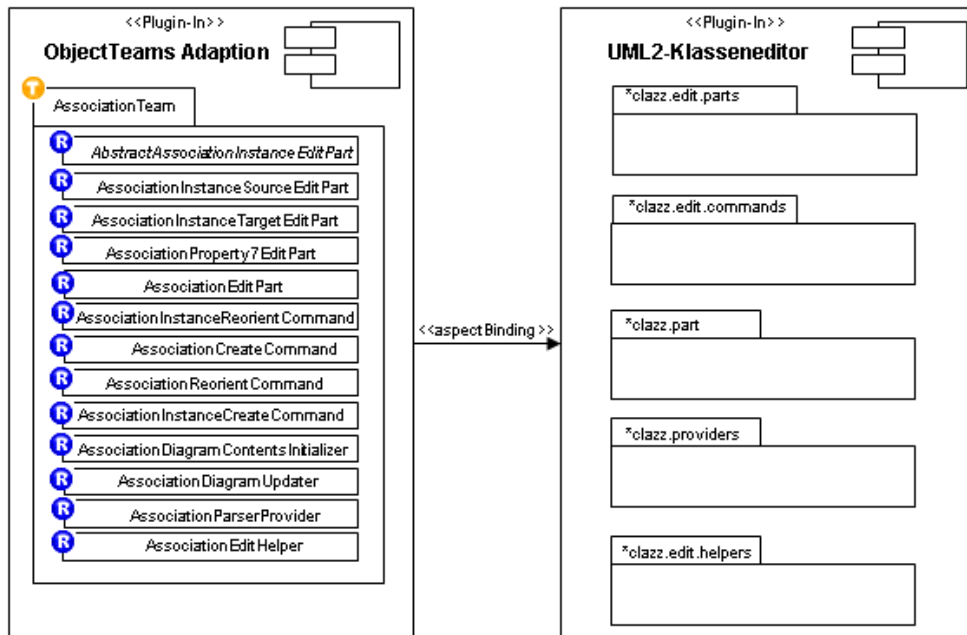 <<Plugin-In>>
ObjectTeams Adaption
T
AssociationTeam
R AbstractAssociationInstanceEditPart
R AssociationInstanceSourceEditPart
R AssociationInstanceTargetEditPart
R AssociationProperty7EditPart
R AssociationEditPart
R AssociationInstanceReorientCommand
R AssociationCreateCommand
R AssociationReorientCommand
R AssociationInstanceCreateCommand
R AssociationDiagramContentsInitializer
R AssociationDiagramUpdater
R AssociationParserProvider
R AssociationEditHelper
<<aspectBinding>>
<<Plugin-In>>
UML2-Klasseneditor
*clazz.edit.parts
*clazz.edit.commands
*clazz.part
*clazz.providers
*clazz.edit.helpers